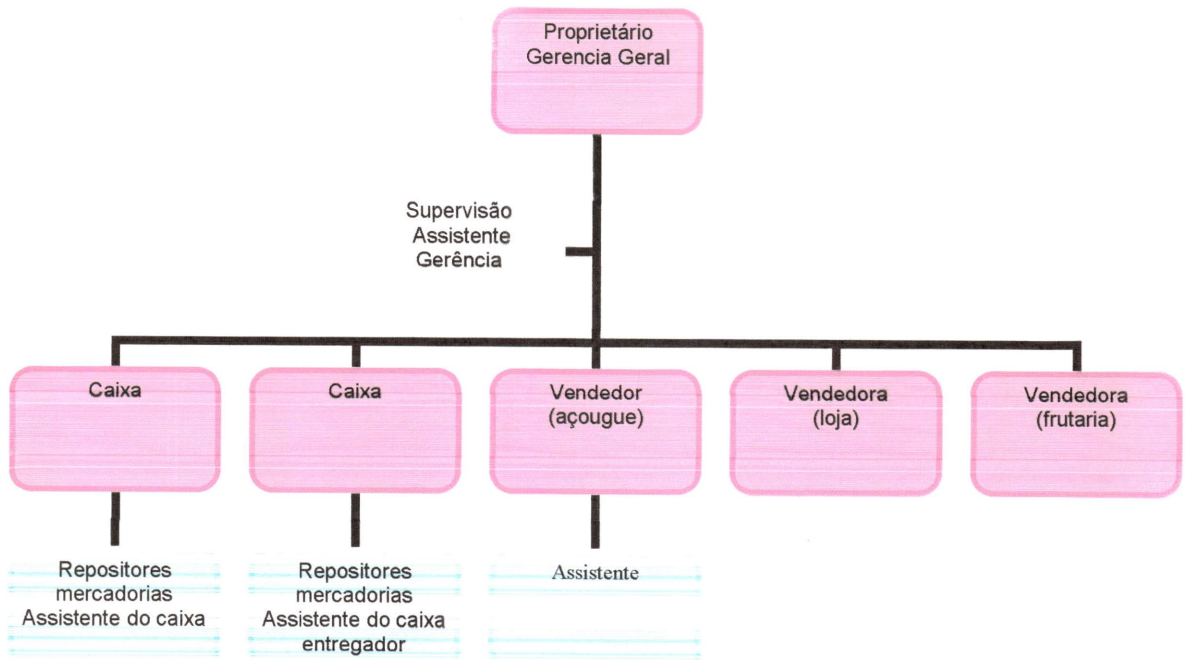 Proprietário
Gerencia Geral
Supervisão
Assistente
Gerência
Caixa
Caixa
Vendedor
(açougue)
Vendedora
(loja)
Vendedora
(frutaria)
Repositores
mercadorias
Assistente do caixa
Repositores
mercadorias
Assistente do caixa
entregador
Assistente